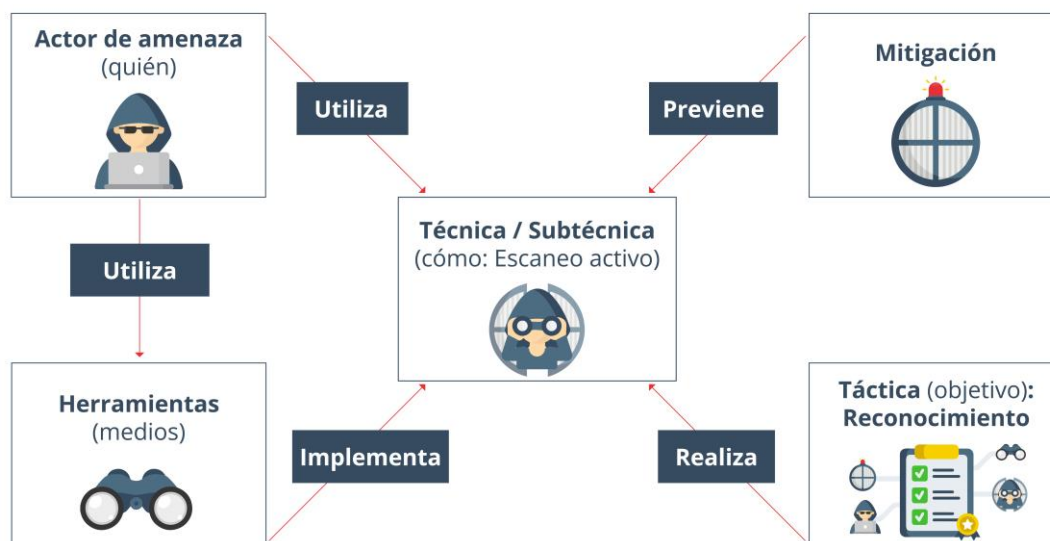 Actor de amenaza
(quién)
Utiliza
Previene
Mitigación
Utiliza
Técnica / Subtécnica
(cómo: Escaneo activo)
Herramientas
(medios)
Implementa
Realiza
Táctica (objetivo):
Reconocimiento